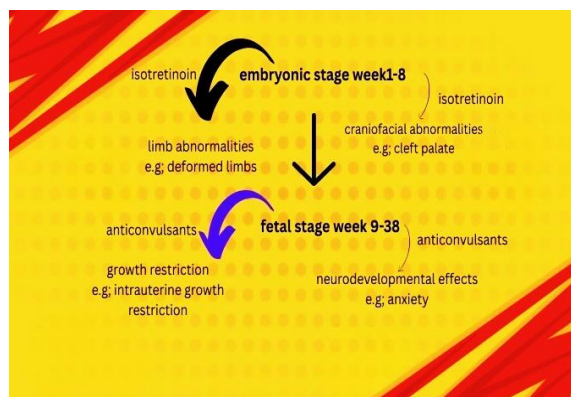 isotretinoin
embryonic stage week1-8
isotretinoin
limb abnormalities
e.g; deformed limbs
craniofacial abnormalities
e.g; cleft palate
anticonvulsants
fetal stage week 9-38
anticonvulsants
growth restriction
e.g; intrauterine growth
restriction
neurodevelopmental effects
e.g; anxiety